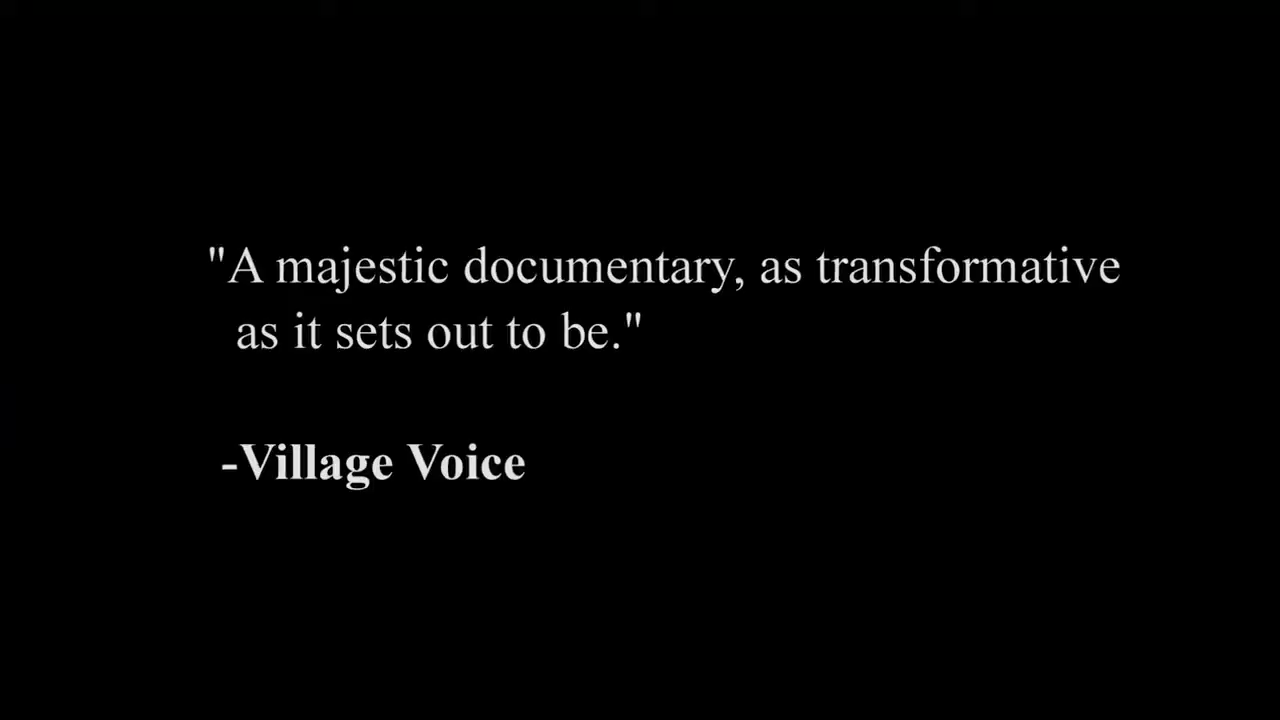 "A majestic documentary, as transformative
as it sets out to be."
-Village Voice